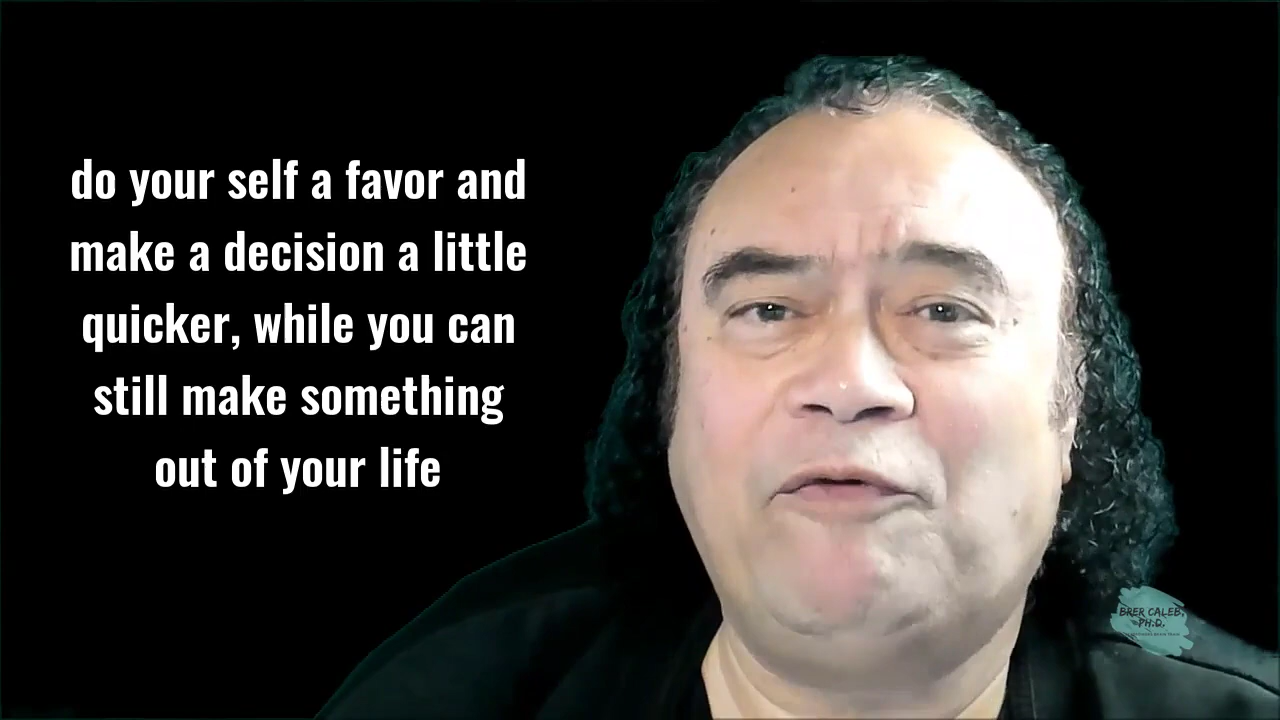 do your self a favor and
make a decision a little
quicker, while you can
still make something
out of your life
BRER CALEB,
PH.D.